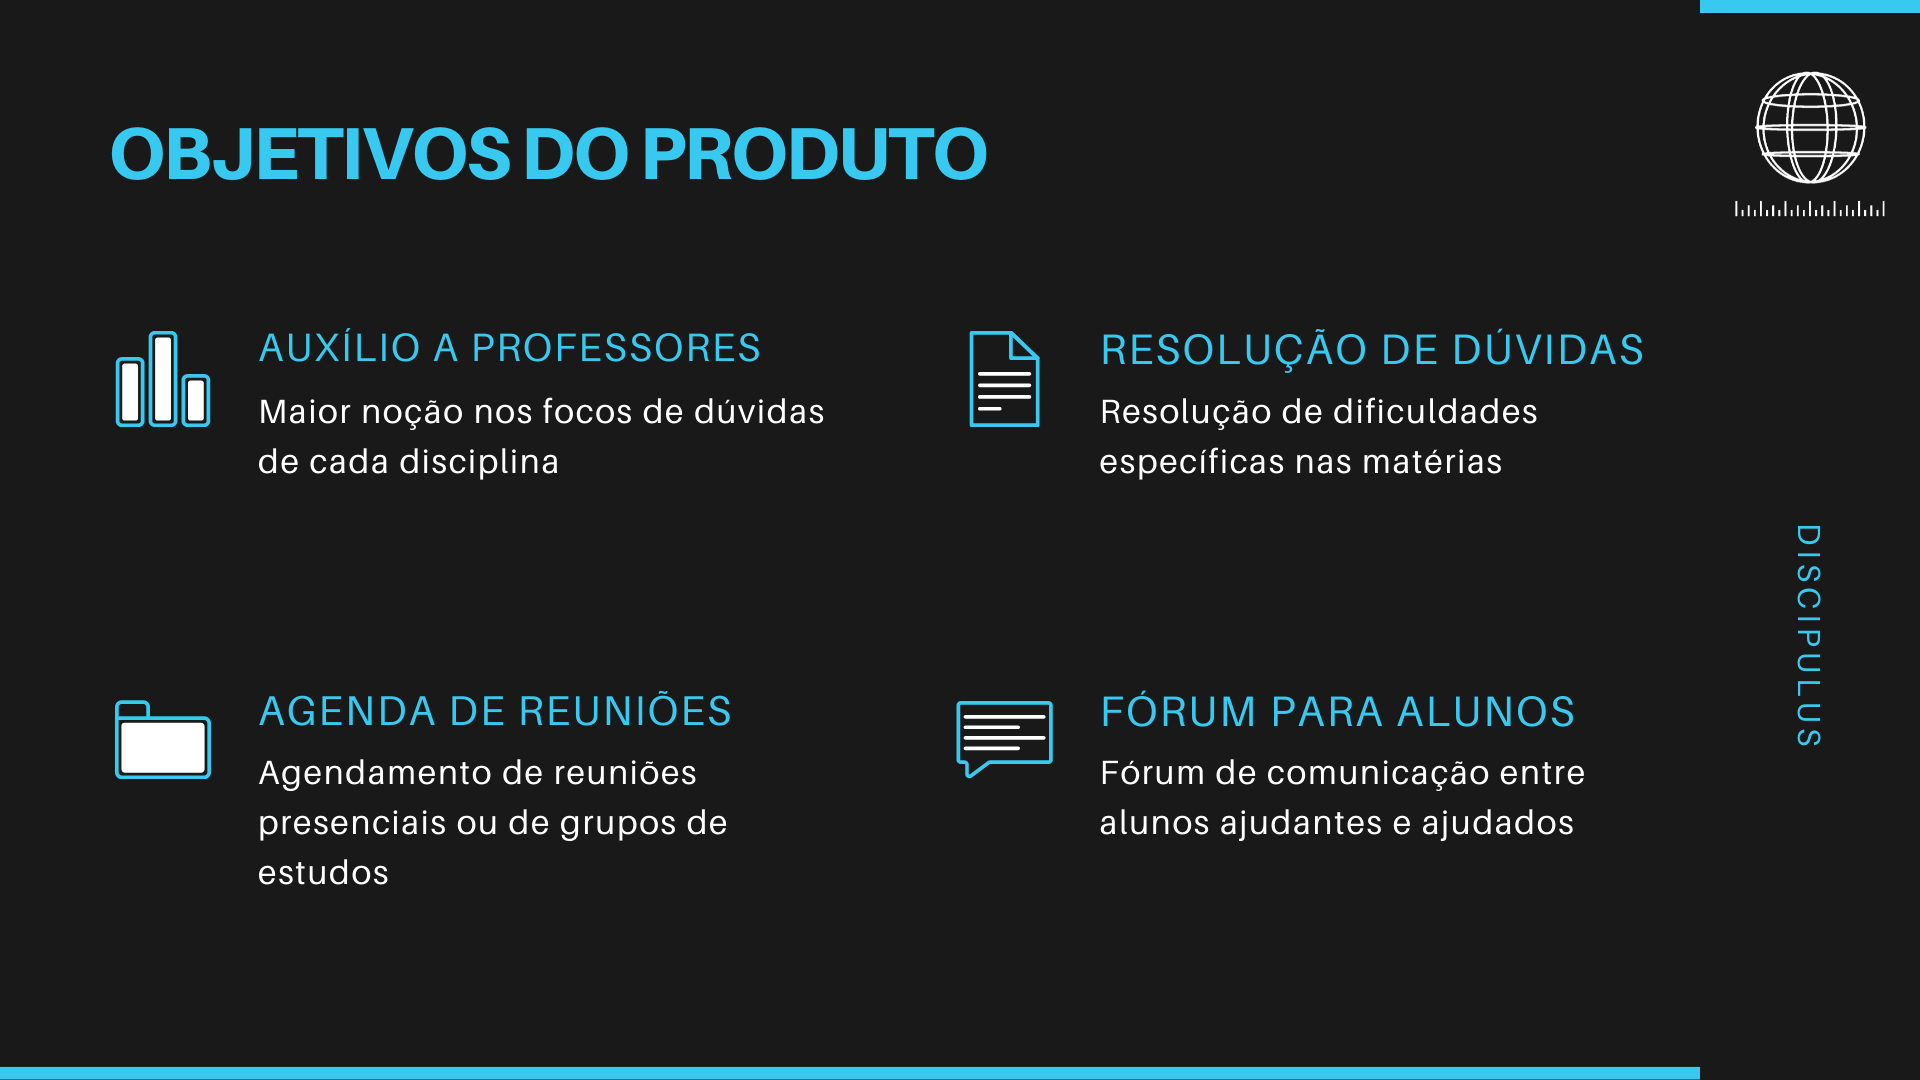 OBJETIVOS DO PRODUTO
AUXÍLIO A PROFESSORES
Maior noção nos focos de dúvidas
de cada disciplina
RESOLUÇÃO DE DÚVIDAS
Resolução de dificuldades
específicas nas matérias
AGENDA DE REUNIÕES
Agendamento de reuniões
presenciais ou de grupos de
estudos
FÓRUM PARA ALUNOS
Fórum de comunicação entre
alunos ajudantes e ajudados
DISCIPULUS